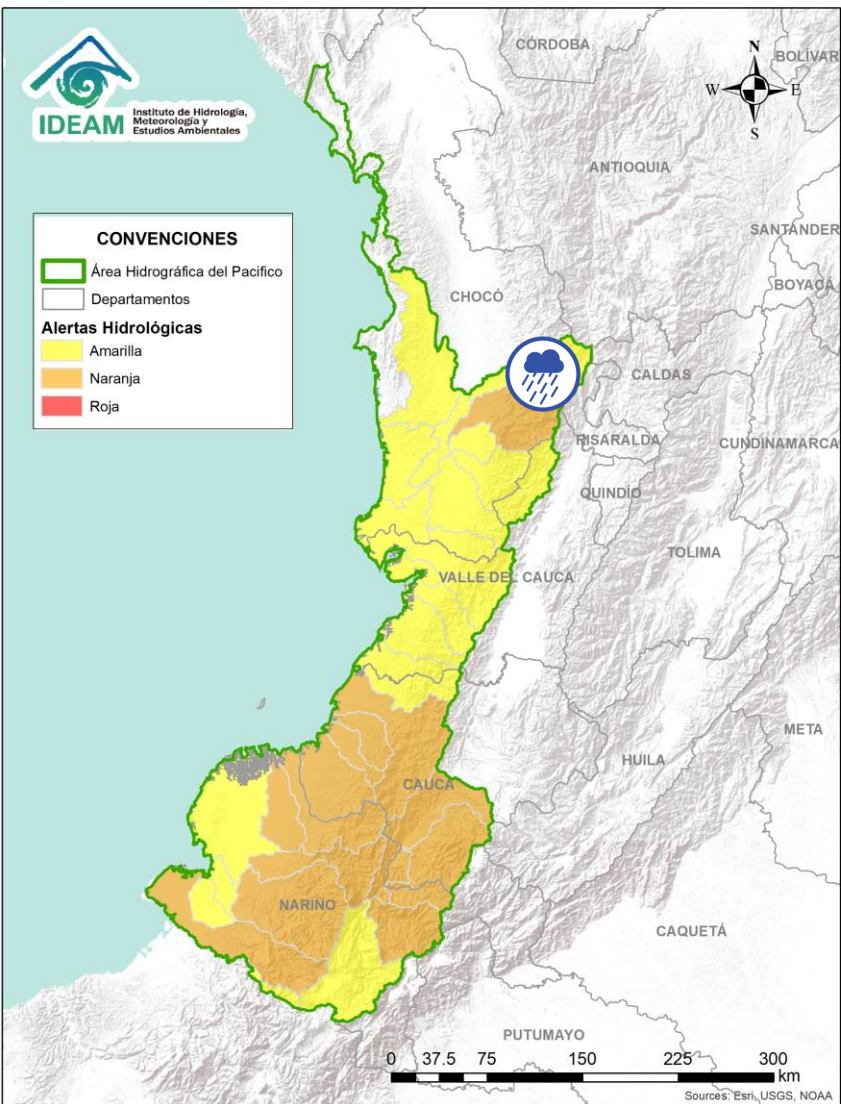 IDEAM
Instituto de Hidrología,
Meteorología y
Estudios Ambientales
CÓRDOBA
BOLÍVAR
N
W
E
S
ANTIOQUIA
SANTANDER
BOYACÁ
CONVENCIONES
Área Hidrográfica del Pacifico
Departamentos
Alertas Hidrológicas
Amarilla
Naranja
Roja
CHOCÓ
CALDAS
RISARALDA
CUNDINAMARCA
QUINDÍO
TOLIMA
VALLE DEL CAUCA
META
HUILA
CAUCA
NARIÑO
CAQUETÁ
PUTUMAYO
0 37.5 75 150 225 300
km
Sources: Esri, USGS, NOAA